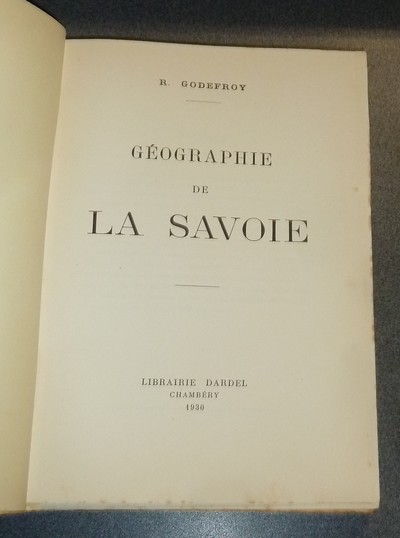 R. GODEFROY
GÉOGRAPHIE
DE
LA SAVOIE
LIBRAIRIE DARDEL
CHAMBÉRY
1930